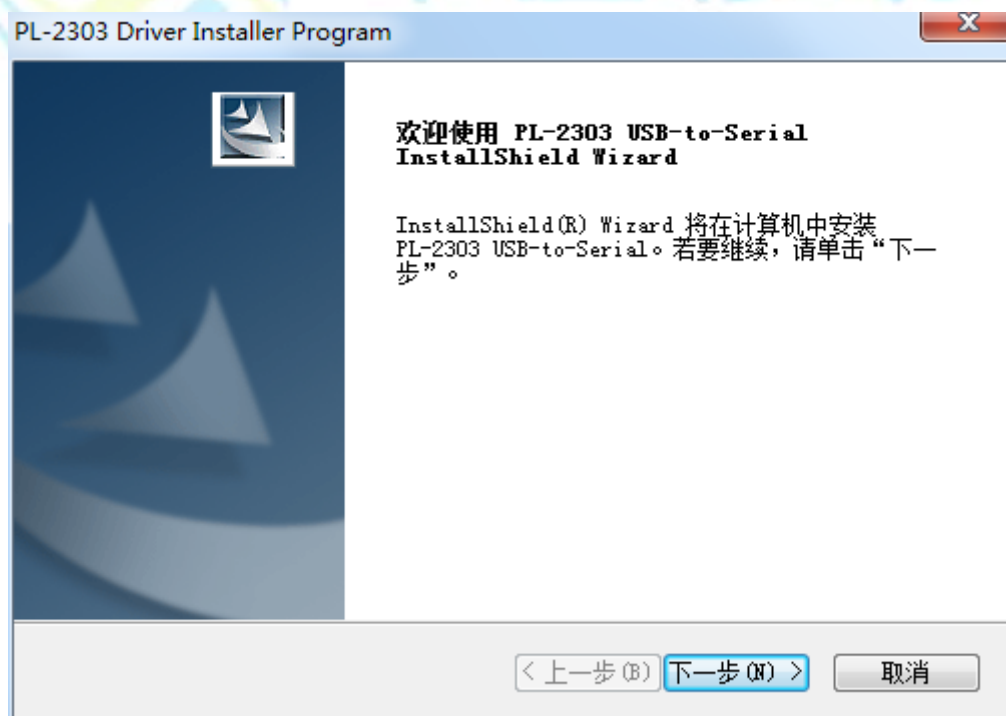 PL-2303 Driver Installer Program
欢迎使用 PL-2303 USB-to-Serial
InstallShield Wizard
InstallShield(R) Wizard 将在计算机中安装
PL-2303 USB-to-Serial。若要继续，请单击“下一
步”。
< 上一步(B) 下一步(N) > 取消